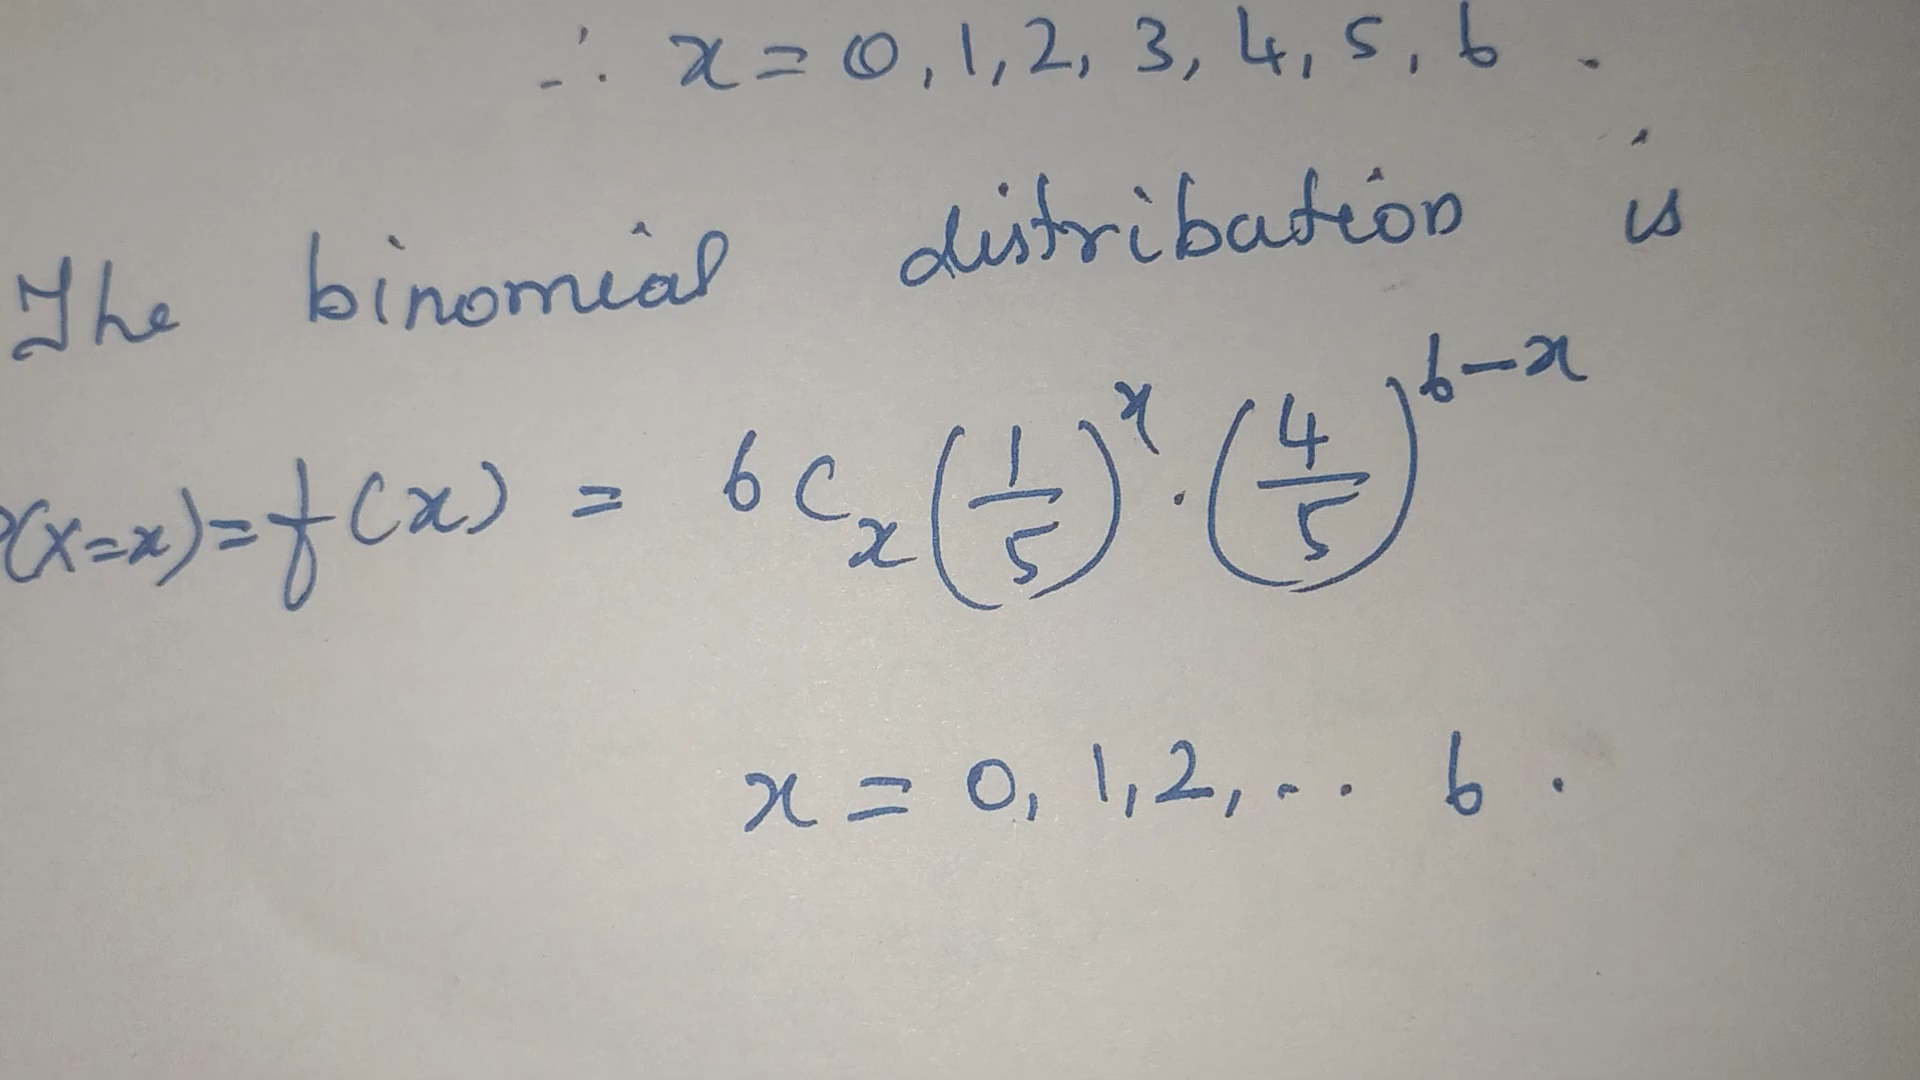 ∴ x = 0, 1, 2, 3, 4, 5, 6 .
The binomial distribution is
P(X=x) = f(x) = 6Cₓ (1/5)ˣ · (4/5)⁶⁻ˣ
x = 0, 1, 2, . . . 6 .